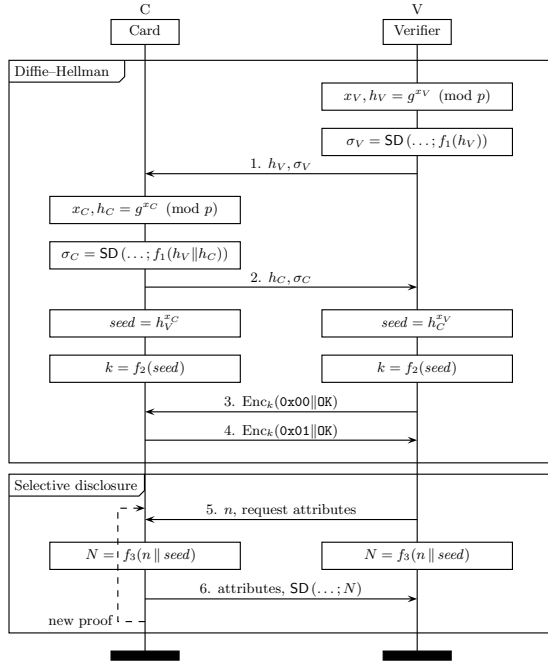 C
V
Card
Verifier
Diffie–Hellman
x_V, h_V = g^{x_V} (mod p)
σ_V = SD (…; f_1(h_V))
1. h_V, σ_V
x_C, h_C = g^{x_C} (mod p)
σ_C = SD (…; f_1(h_V‖h_C))
2. h_C, σ_C
seed = h_V^{x_C}
seed = h_C^{x_V}
k = f_2(seed)
k = f_2(seed)
3. Enc_k(0x00‖OK)
4. Enc_k(0x01‖OK)
Selective disclosure
5. n, request attributes
N = f_3(n ‖ seed)
N = f_3(n ‖ seed)
6. attributes, SD (…; N)
new proof